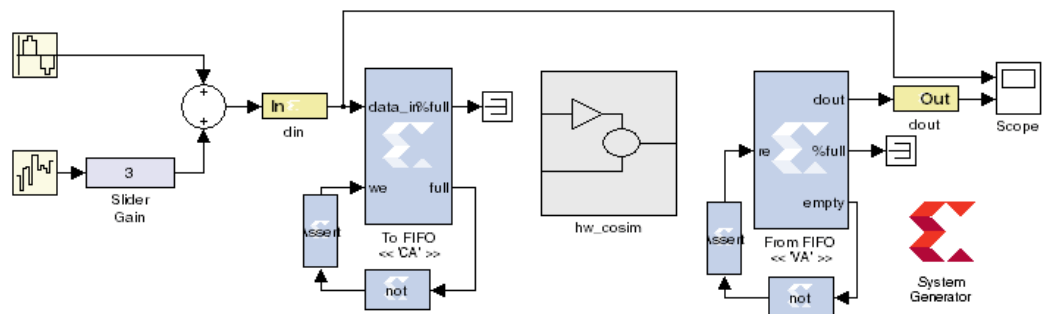 +
+
In
din
data_in
%full
we
full
To FIFO
<< 'CA' >>
Assert
not
3
Slider
Gain
hw_cosim
re
dout
%full
empty
From FIFO
<< 'VA' >>
Assert
not
Out
dout
Scope
System
Generator